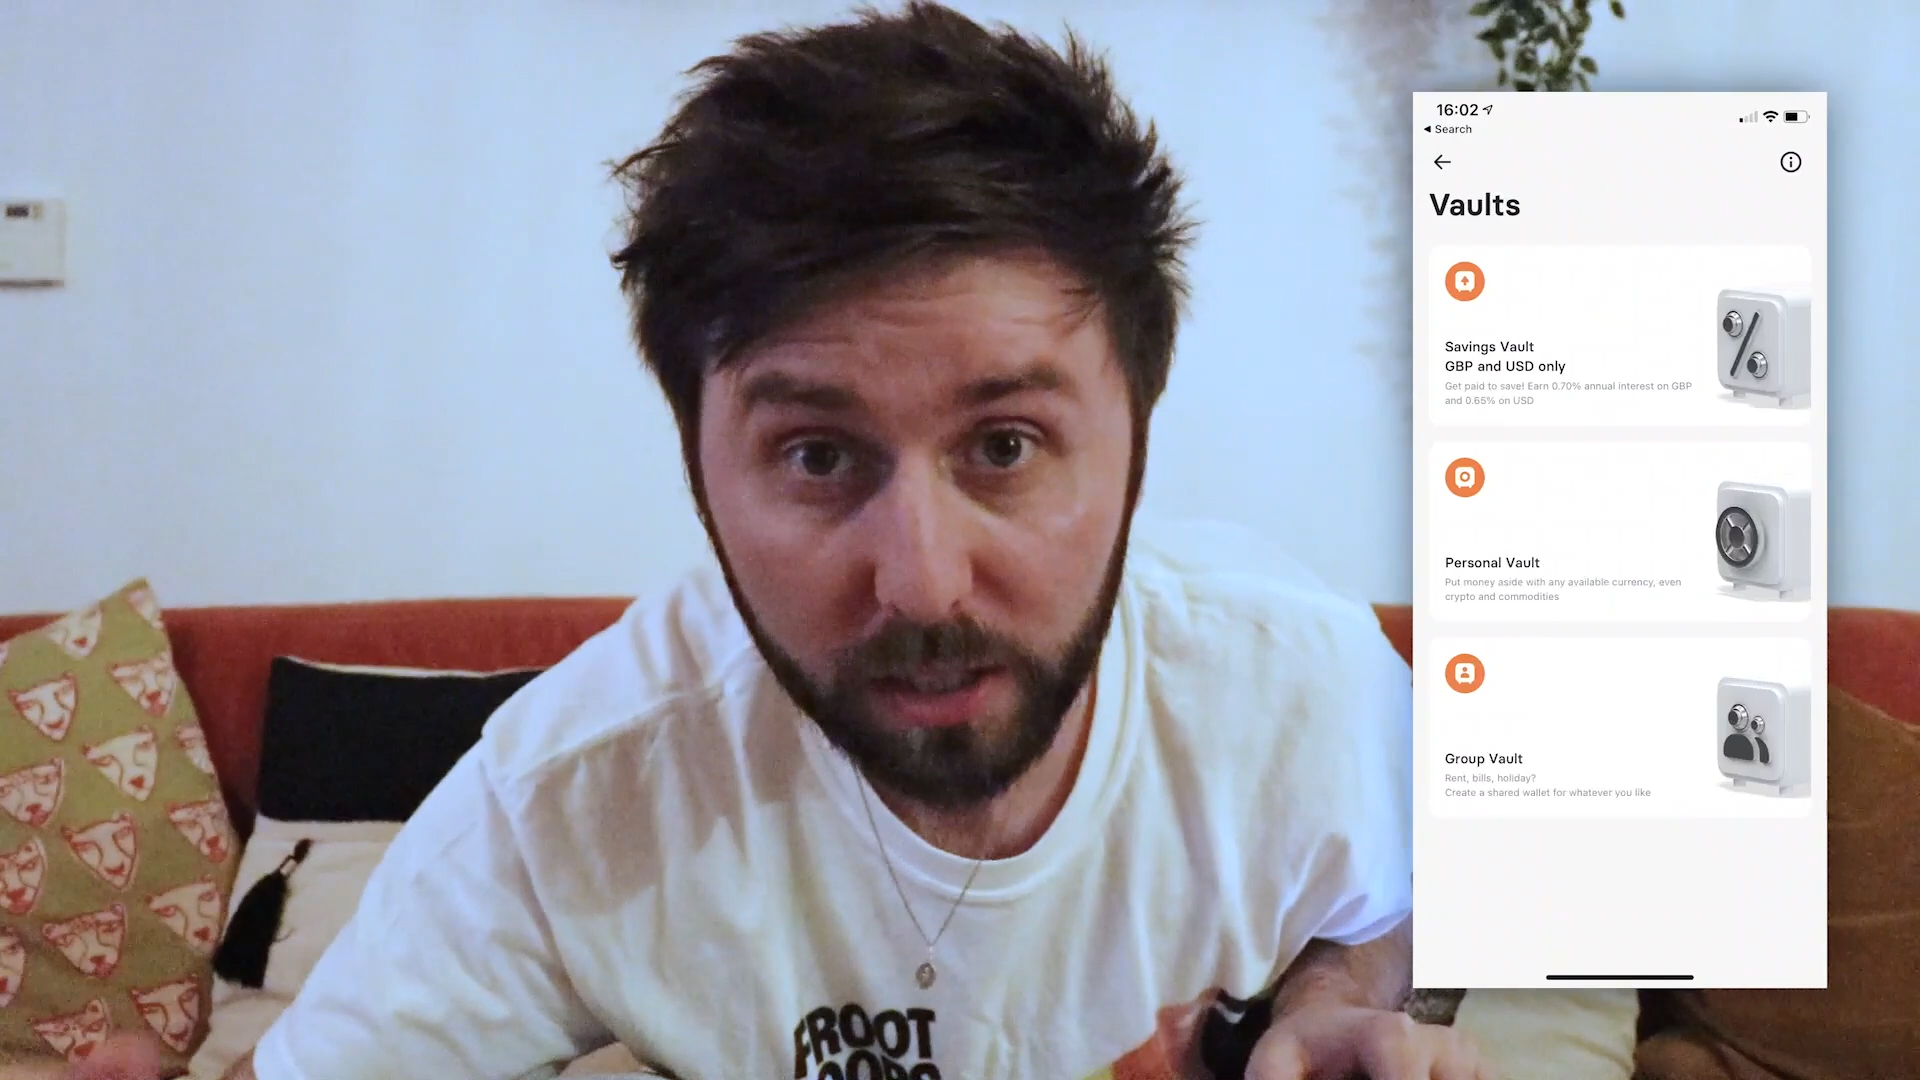 16:02
Search
Vaults
Savings Vault
GBP and USD only
Get paid to save! Earn 0.70% annual interest on GBP
and 0.65% on USD
Personal Vault
Put money aside with any available currency, even
crypto and commodities
Group Vault
Rent, bills, holiday?
Create a shared wallet for whatever you like
FROOT
LOOPS